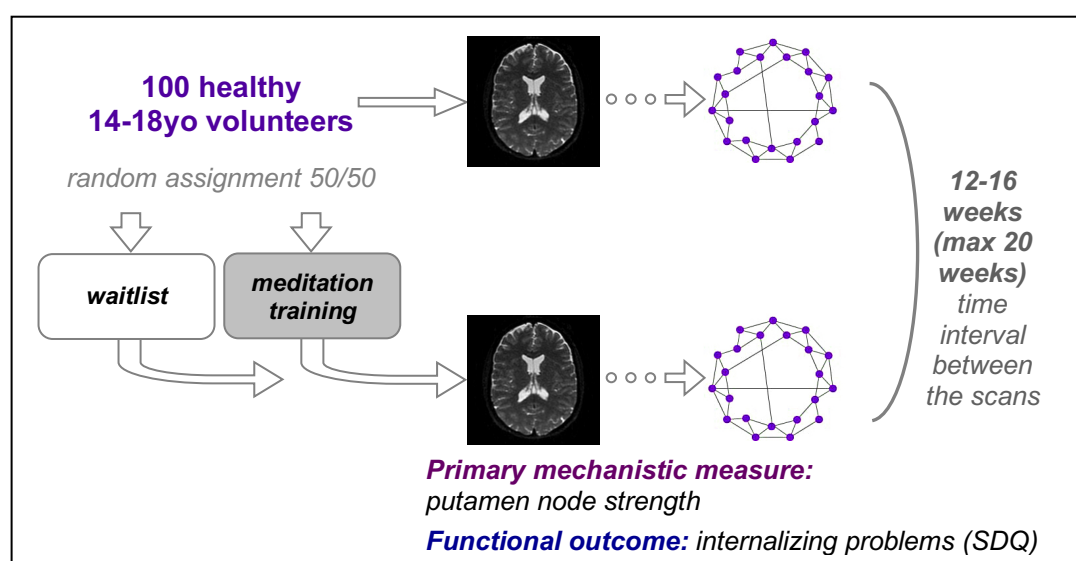 100 healthy
14-18yo volunteers
random assignment 50/50
waitlist
meditation
training
12-16
weeks
(max 20
weeks)
time
interval
between
the scans
Primary mechanistic measure:
putamen node strength
Functional outcome: internalizing problems (SDQ)